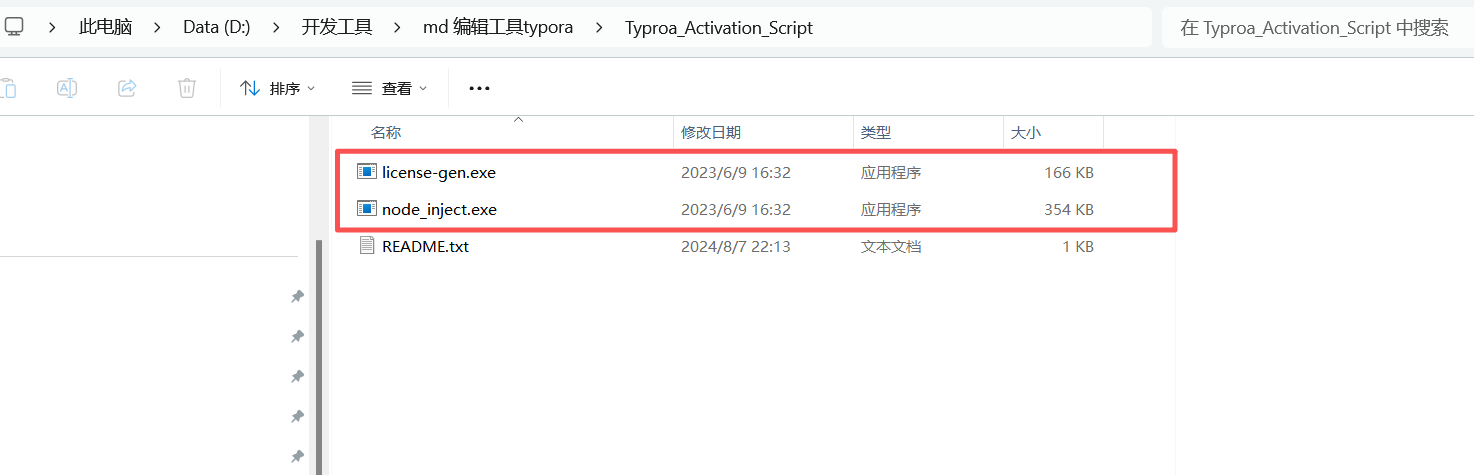 此电脑 > Data (D:) > 开发工具 > md 编辑工具typora > Typroa_Activation_Script
在 Typroa_Activation_Script 中搜索
排序 查看 ···
名称 修改日期 类型 大小
license-gen.exe 2023/6/9 16:32 应用程序 166 KB
node_inject.exe 2023/6/9 16:32 应用程序 354 KB
README.txt 2024/8/7 22:13 文本文档 1 KB